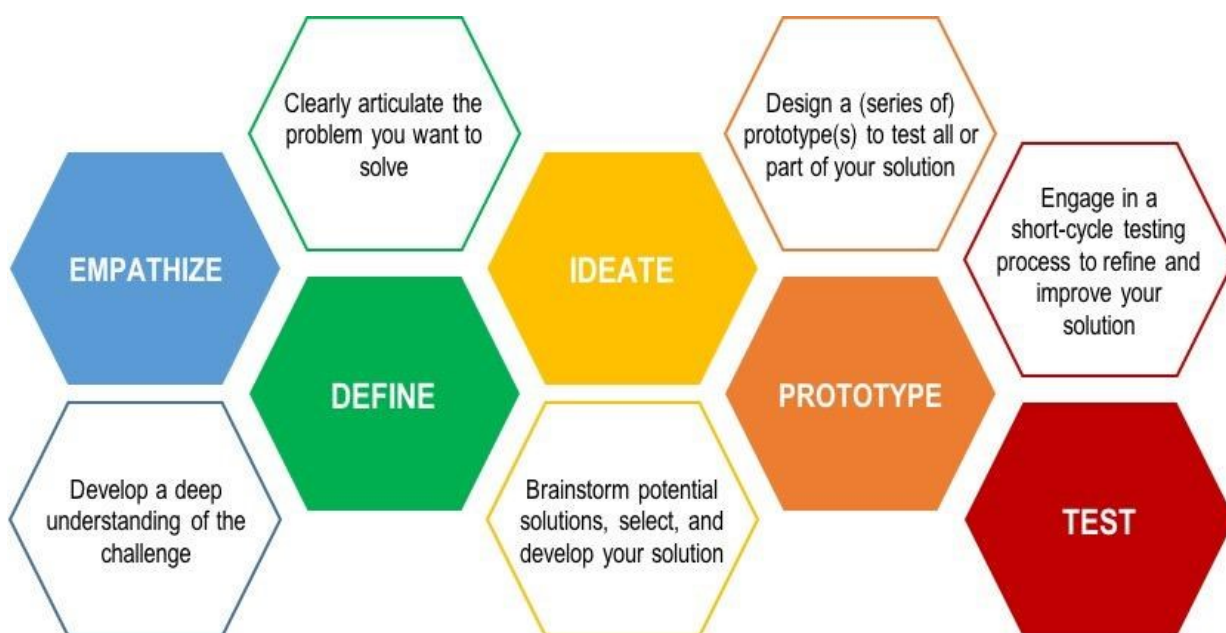 EMPATHIZE
Develop a deep
understanding of the
challenge
Clearly articulate the
problem you want to
solve
DEFINE
IDEATE
Brainstorm potential
solutions, select, and
develop your solution
Design a (series of)
prototype(s) to test all or
part of your solution
PROTOTYPE
Engage in a
short-cycle testing
process to refine and
improve your
solution
TEST